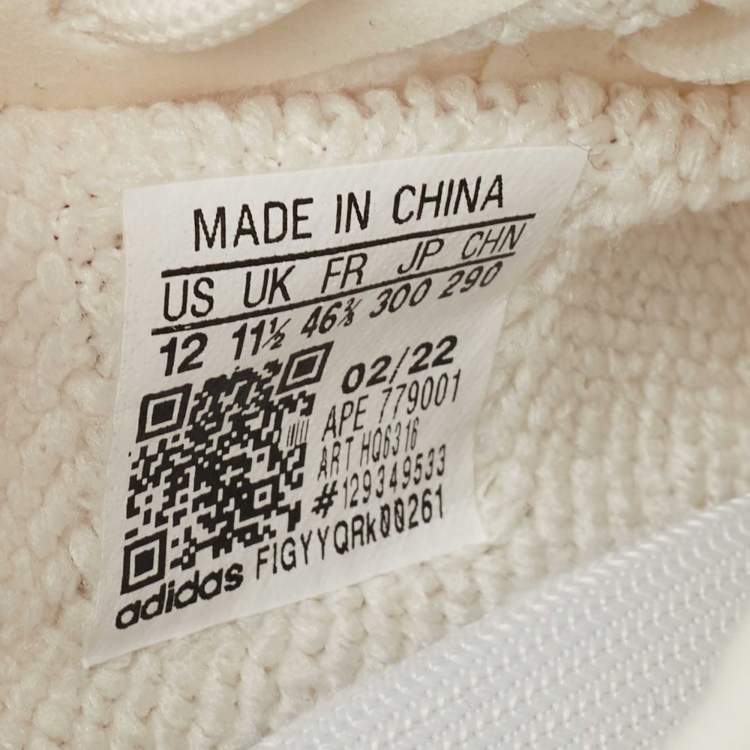 MADE IN CHINA
US UK FR JP CHN
12 11½ 46⅔ 300 290
02/22
APE 779001
ART HQ6316
#129349533
adidas FIGYYQRk00261